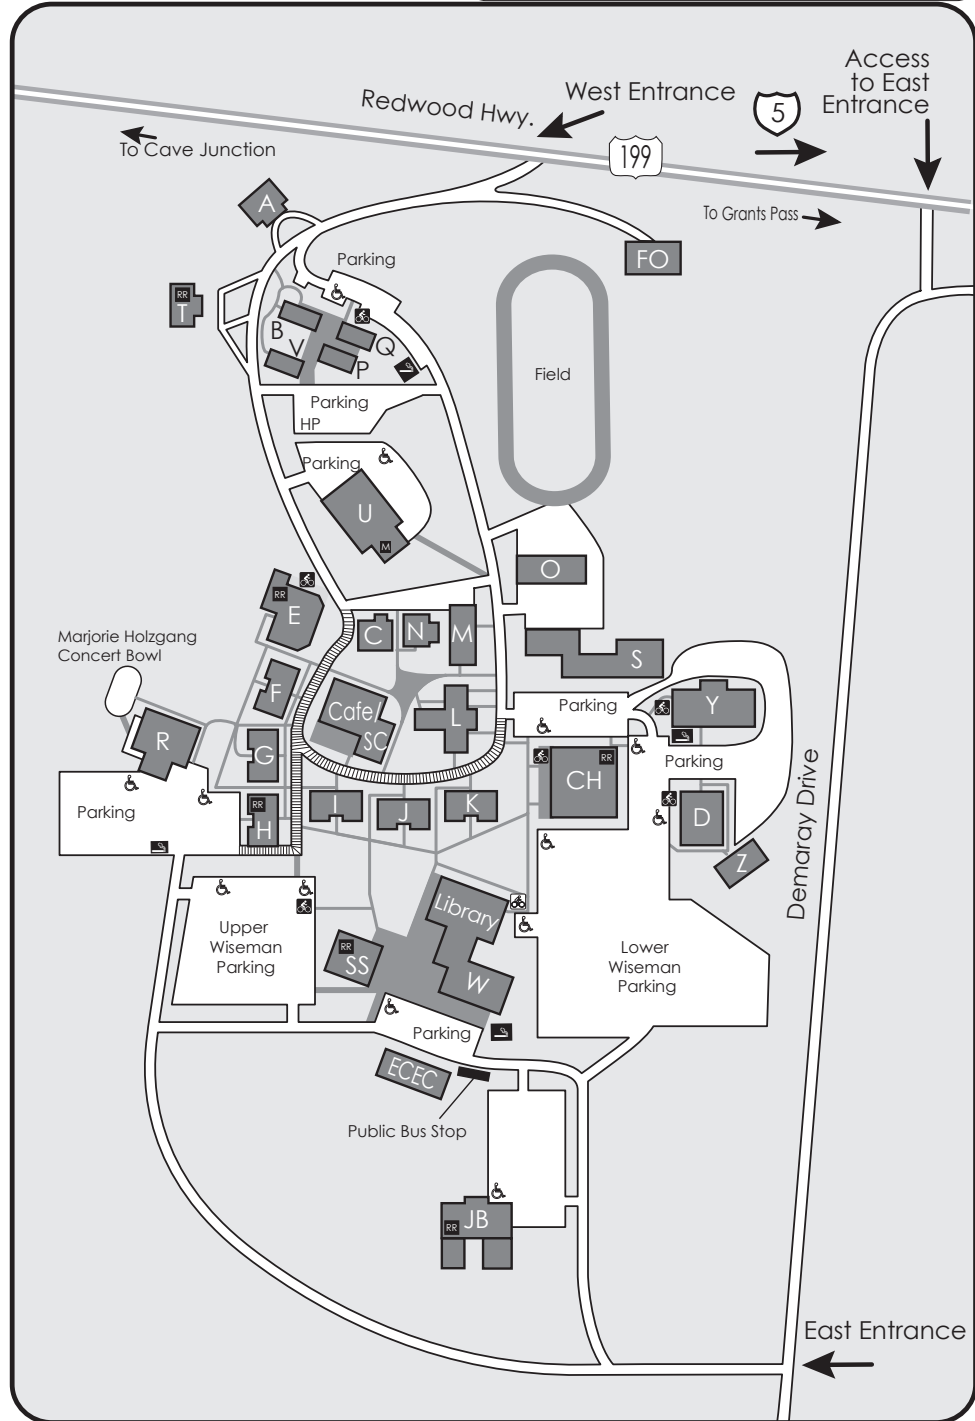 Access
to East
Entrance
West Entrance
5
Redwood Hwy.
199
To Cave Junction
To Grants Pass
A
FO
Parking
RR
T
B
V
Q
P
Field
Parking
HP
Parking
U
M
O
E
RR
C
N
M
S
Marjorie Holzgang
Concert Bowl
F
Cafe/
SC
L
Parking
Y
R
G
CH
RR
Parking
Parking
H
RR
I
J
K
D
Z
Demaray Drive
Upper
Wiseman
Parking
Library
W
RR
SS
Lower
Wiseman
Parking
Parking
ECEC
Public Bus Stop
JB
RR
East Entrance